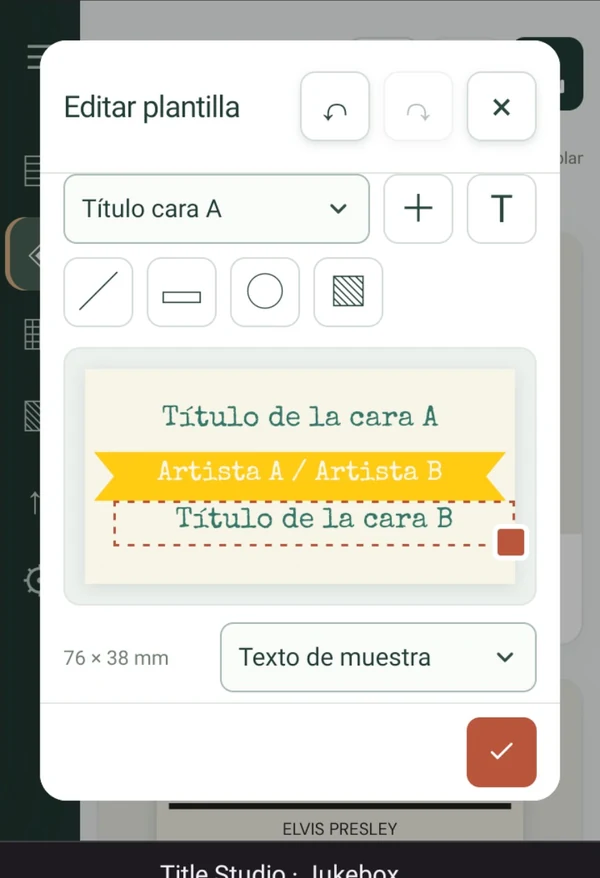 Editar plantilla
Título cara A
T
Título de la cara A
Artista A / Artista B
Título de la cara B
76 × 38 mm
Texto de muestra
ELVIS PRESLEY
Title Studio · Jukebox